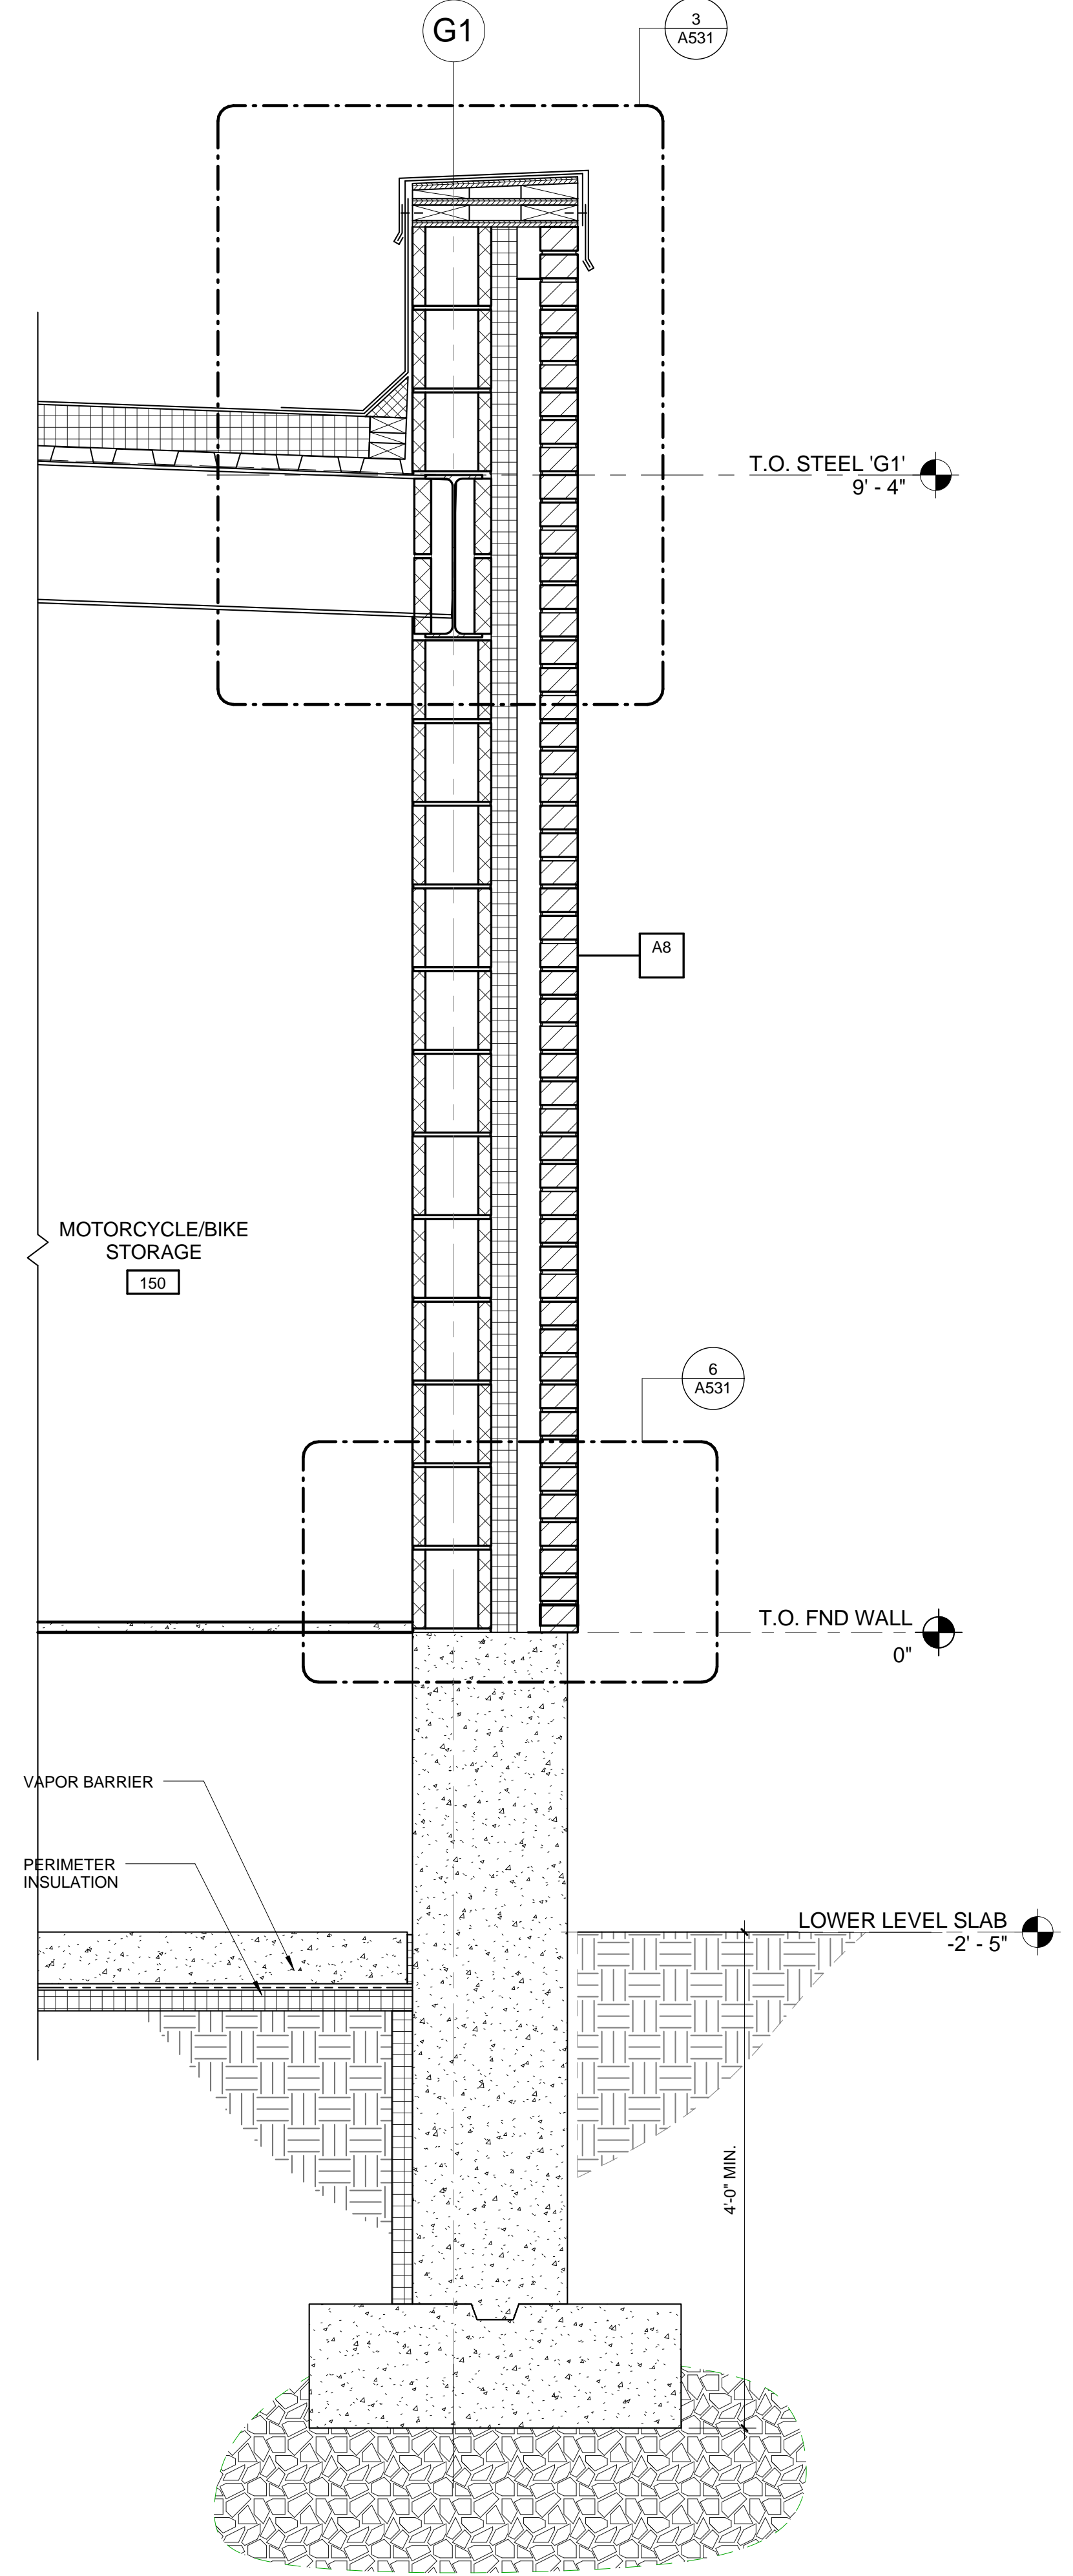 G1
3
A531
T.O. STEEL 'G1'
9' - 4"
A8
MOTORCYCLE/BIKE
STORAGE
150
6
A531
T.O. FND WALL
0"
VAPOR BARRIER
PERIMETER
INSULATION
LOWER LEVEL SLAB
-2' - 5"
4'-0" MIN.